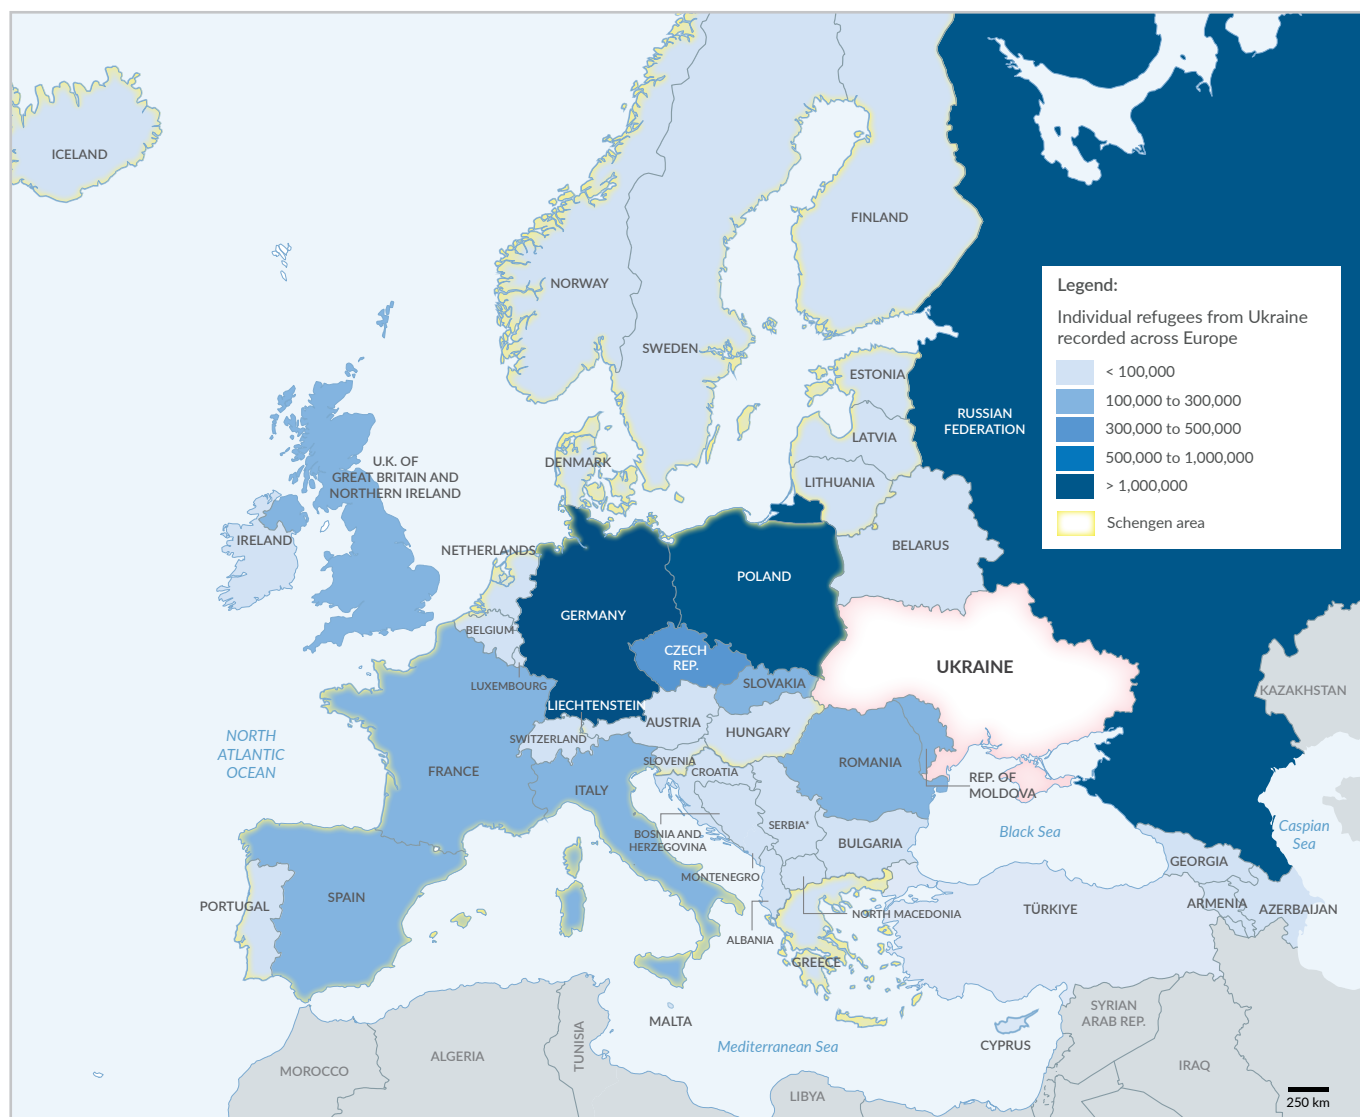 ICELAND
FINLAND
NORWAY
SWEDEN
Legend:
Individual refugees from Ukraine
recorded across Europe
< 100,000
100,000 to 300,000
300,000 to 500,000
500,000 to 1,000,000
> 1,000,000
Schengen area
ESTONIA
RUSSIAN
FEDERATION
LATVIA
U.K. OF
GREAT BRITAIN AND
NORTHERN IRELAND
DENMARK
LITHUANIA
IRELAND
NETHERLANDS
BELARUS
POLAND
GERMANY
BELGIUM
CZECH
REP.
UKRAINE
LUXEMBOURG
SLOVAKIA
KAZAKHSTAN
LIECHTENSTEIN
AUSTRIA
HUNGARY
SWITZERLAND
NORTH
ATLANTIC
OCEAN
SLOVENIA
ROMANIA
FRANCE
CROATIA
REP. OF
MOLDOVA
ITALY
SERBIA*
BOSNIA AND
HERZEGOVINA
Black Sea
Caspian
Sea
BULGARIA
GEORGIA
MONTENEGRO
SPAIN
PORTUGAL
NORTH MACEDONIA
TÜRKIYE
ARMENIA
AZERBAIJAN
ALBANIA
GREECE
SYRIAN
ARAB REP.
MALTA
CYPRUS
Mediterranean Sea
TUNISIA
ALGERIA
MOROCCO
IRAQ
LIBYA
250 km